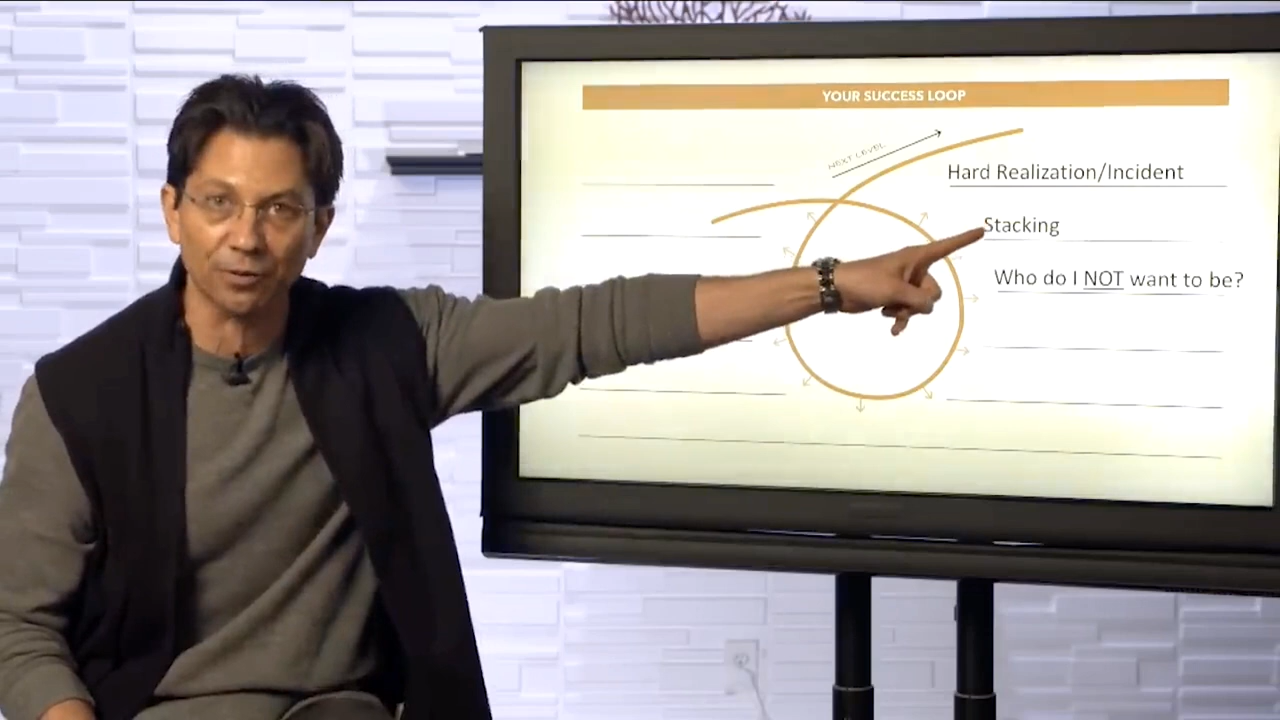 YOUR SUCCESS LOOP
NEXT LEVEL
Hard Realization/Incident
Stacking
Who do I NOT want to be?